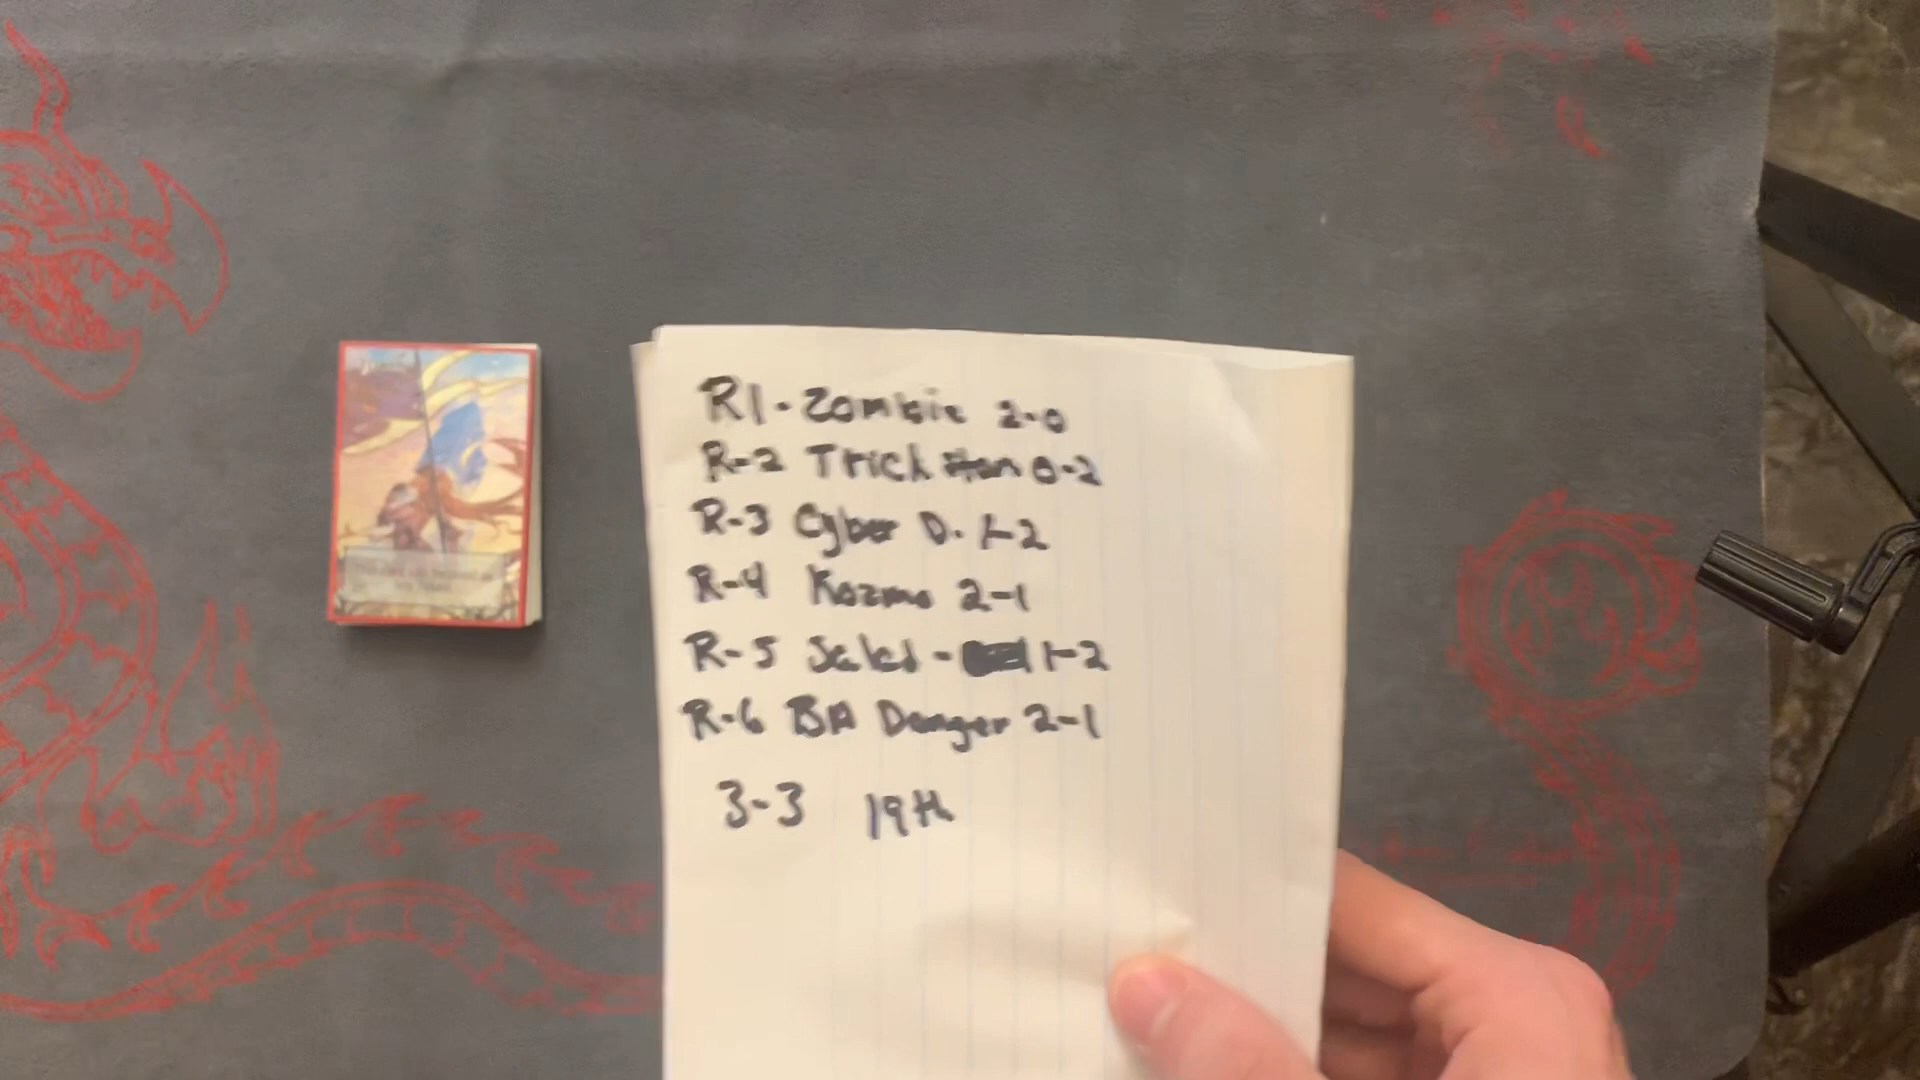 R1-Zombie 2-0
R-2 Trick 0-2
R-3 Cyber D. 1-2
R-4 Kozmo 2-1
R-5 Salad - 1-2
R-6 BA Danger 2-1
3-3 19th